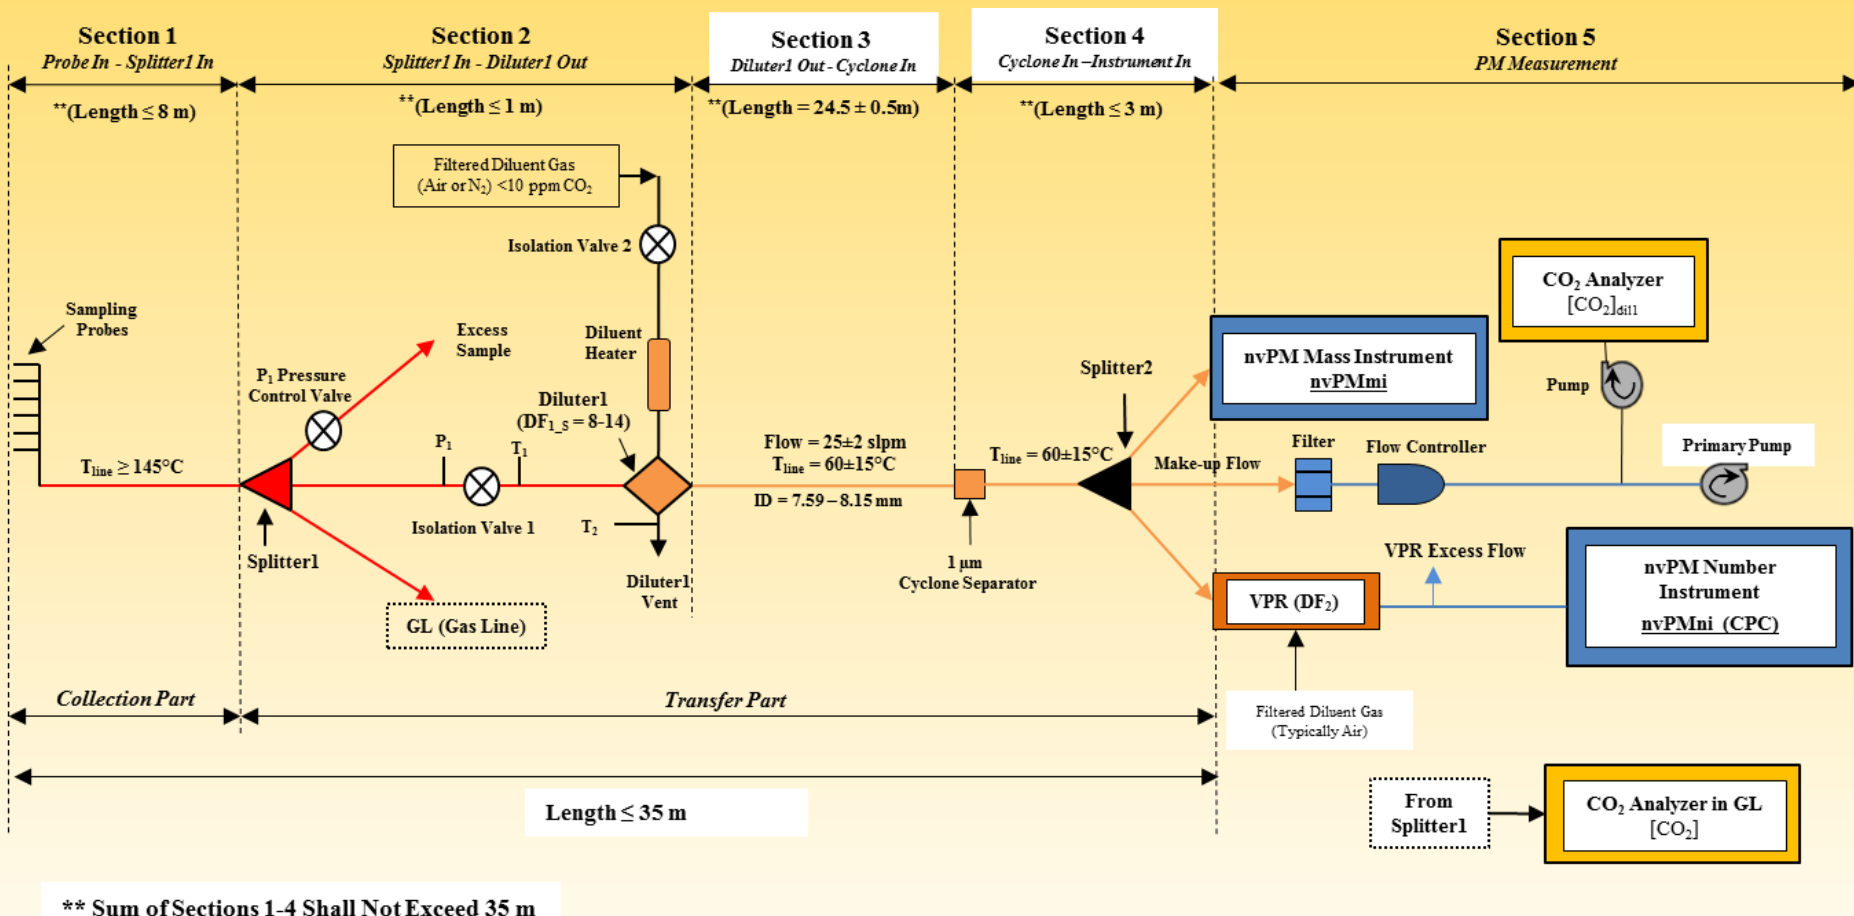 Section 1
Probe In - Splitter1 In
**(Length ≤ 8 m)
Section 2
Splitter1 In - Diluter1 Out
**(Length ≤ 1 m)
Section 3
Diluter1 Out - Cyclone In
**(Length = 24.5 ± 0.5m)
Section 4
Cyclone In –Instrument In
**(Length ≤ 3 m)
Section 5
PM Measurement
Filtered Diluent Gas
(Air or N₂) <10 ppm CO₂
Isolation Valve 2
Sampling
Probes
Excess
Sample
P₁ Pressure
Control Valve
Diluent
Heater
Diluter1
(DF₁_S = 8-14)
T_line ≥ 145°C
P₁
T₁
Isolation Valve 1
Splitter1
T₂
Diluter1
Vent
GL (Gas Line)
Flow = 25±2 slpm
T_line = 60±15°C
ID = 7.59 – 8.15 mm
1 μm
Cyclone Separator
T_line = 60±15°C
Splitter2
Make-up Flow
nvPM Mass Instrument
nvPMmi
CO₂ Analyzer
[CO₂]dil1
Pump
Filter
Flow Controller
Primary Pump
VPR (DF₂)
VPR Excess Flow
nvPM Number
Instrument
nvPMni (CPC)
Filtered Diluent Gas
(Typically Air)
Collection Part
Transfer Part
Length ≤ 35 m
From
Splitter1
CO₂ Analyzer in GL
[CO₂]
** Sum of Sections 1-4 Shall Not Exceed 35 m